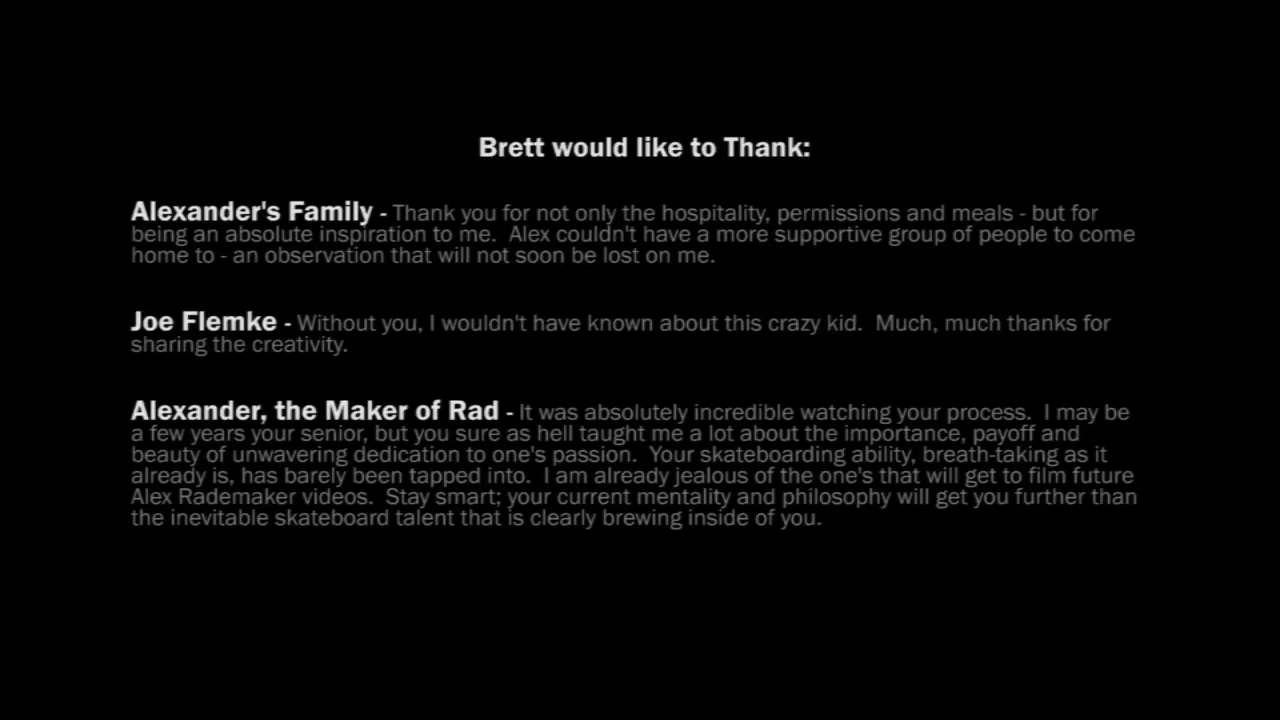 Brett would like to Thank:
Alexander's Family - Thank you for not only the hospitality, permissions and meals - but for
being an absolute inspiration to me.  Alex couldn't have a more supportive group of people to come
home to - an observation that will not soon be lost on me.
Joe Flemke - Without you, I wouldn't have known about this crazy kid.  Much, much thanks for
sharing the creativity.
Alexander, the Maker of Rad - It was absolutely incredible watching your process.  I may be
a few years your senior, but you sure as hell taught me a lot about the importance, payoff and
beauty of unwavering dedication to one's passion.  Your skateboarding ability, breath-taking as it
already is, has barely been tapped into.  I am already jealous of the one's that will get to film future
Alex Rademaker videos.  Stay smart; your current mentality and philosophy will get you further than
the inevitable skateboard talent that is clearly brewing inside of you.